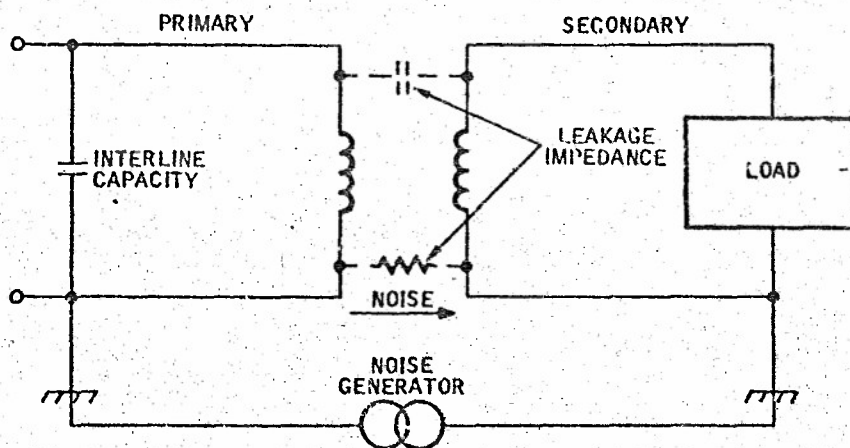 PRIMARY
SECONDARY
INTERLINE
CAPACITY
LEAKAGE
IMPEDANCE
LOAD
NOISE
NOISE
GENERATOR